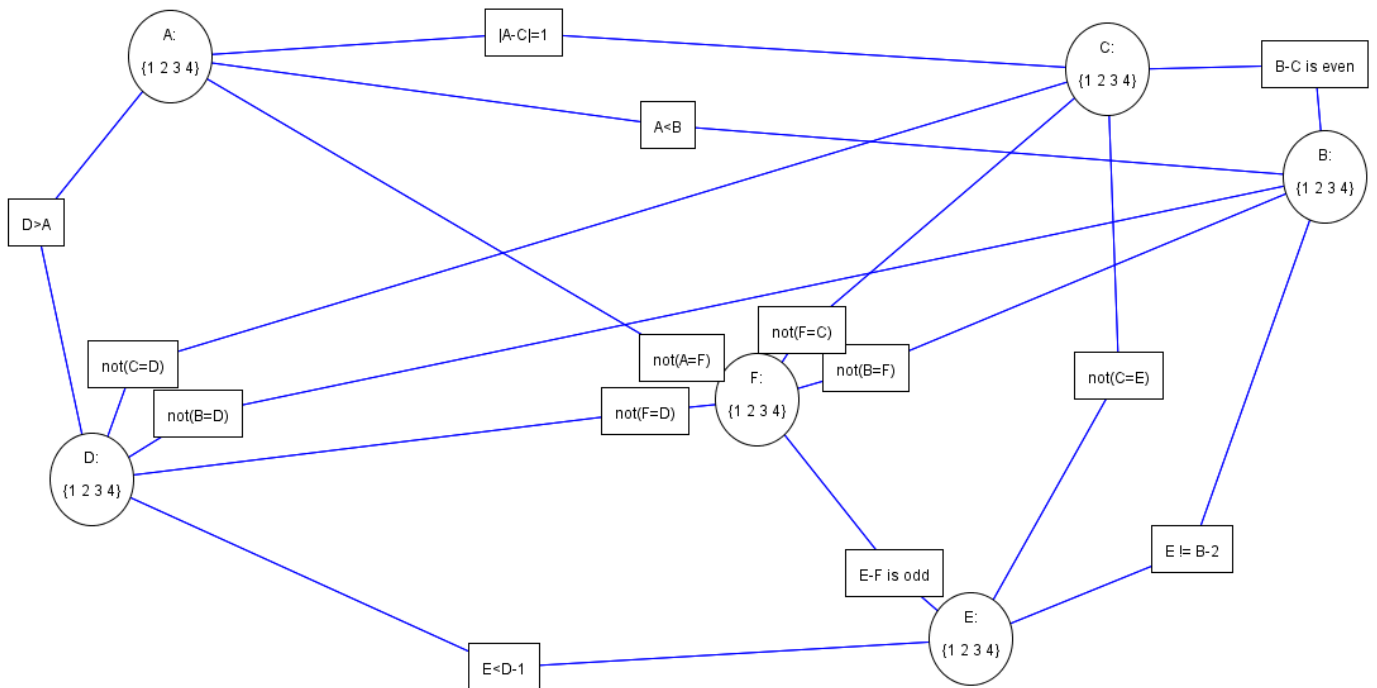 A:
{1 2 3 4}
|A-C|=1
C:
{1 2 3 4}
B-C is even
A<B
B:
{1 2 3 4}
D>A
not(C=D)
not(B=D)
not(F=C)
not(A=F)
not(B=F)
F:
{1 2 3 4}
not(F=D)
not(C=E)
D:
{1 2 3 4}
E-F is odd
E != B-2
E:
{1 2 3 4}
E<D-1